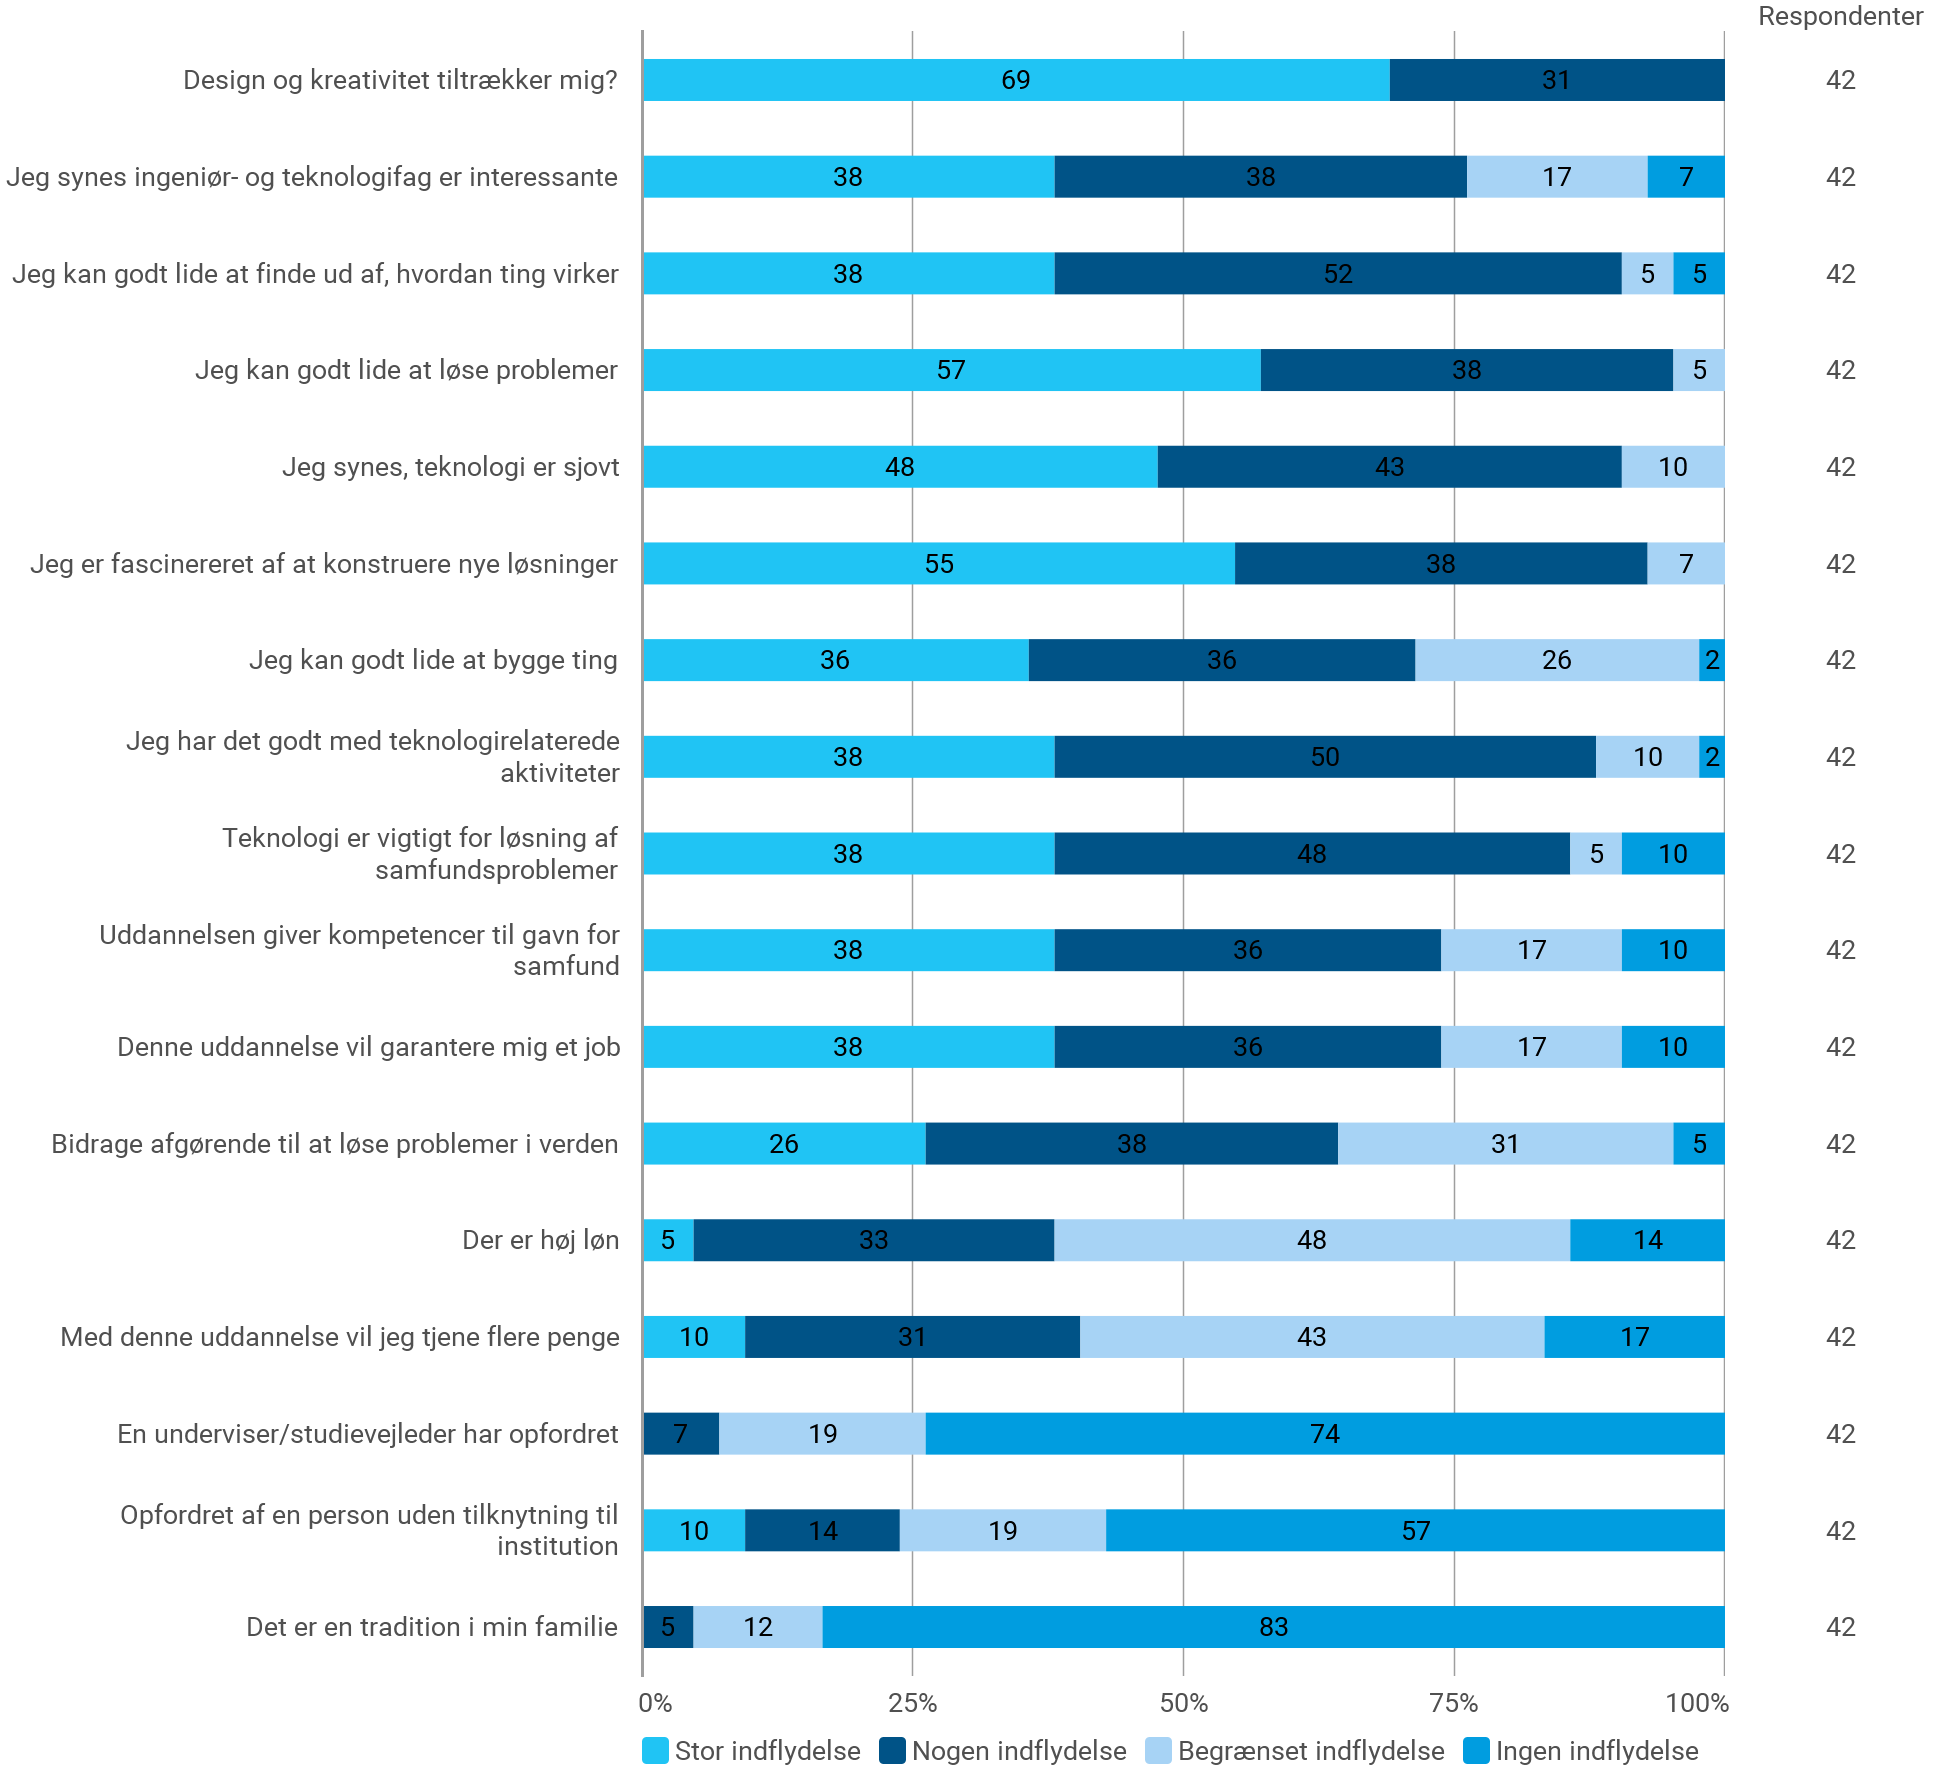 Respondenter
Design og kreativitet tiltrækker mig? 69 31 42
Jeg synes ingeniør- og teknologifag er interessante 38 38 17 7 42
Jeg kan godt lide at finde ud af, hvordan ting virker 38 52 5 5 42
Jeg kan godt lide at løse problemer 57 38 5 42
Jeg synes, teknologi er sjovt 48 43 10 42
Jeg er fascinereret af at konstruere nye løsninger 55 38 7 42
Jeg kan godt lide at bygge ting 36 36 26 2 42
Jeg har det godt med teknologirelaterede
aktiviteter 38 50 10 2 42
Teknologi er vigtigt for løsning af
samfundsproblemer 38 48 5 10 42
Uddannelsen giver kompetencer til gavn for
samfund 38 36 17 10 42
Denne uddannelse vil garantere mig et job 38 36 17 10 42
Bidrage afgørende til at løse problemer i verden 26 38 31 5 42
Der er høj løn 5 33 48 14 42
Med denne uddannelse vil jeg tjene flere penge 10 31 43 17 42
En underviser/studievejleder har opfordret 7 19 74 42
Opfordret af en person uden tilknytning til
institution 10 14 19 57 42
Det er en tradition i min familie 5 12 83 42
0% 25% 50% 75% 100%
Stor indflydelse Nogen indflydelse Begrænset indflydelse Ingen indflydelse